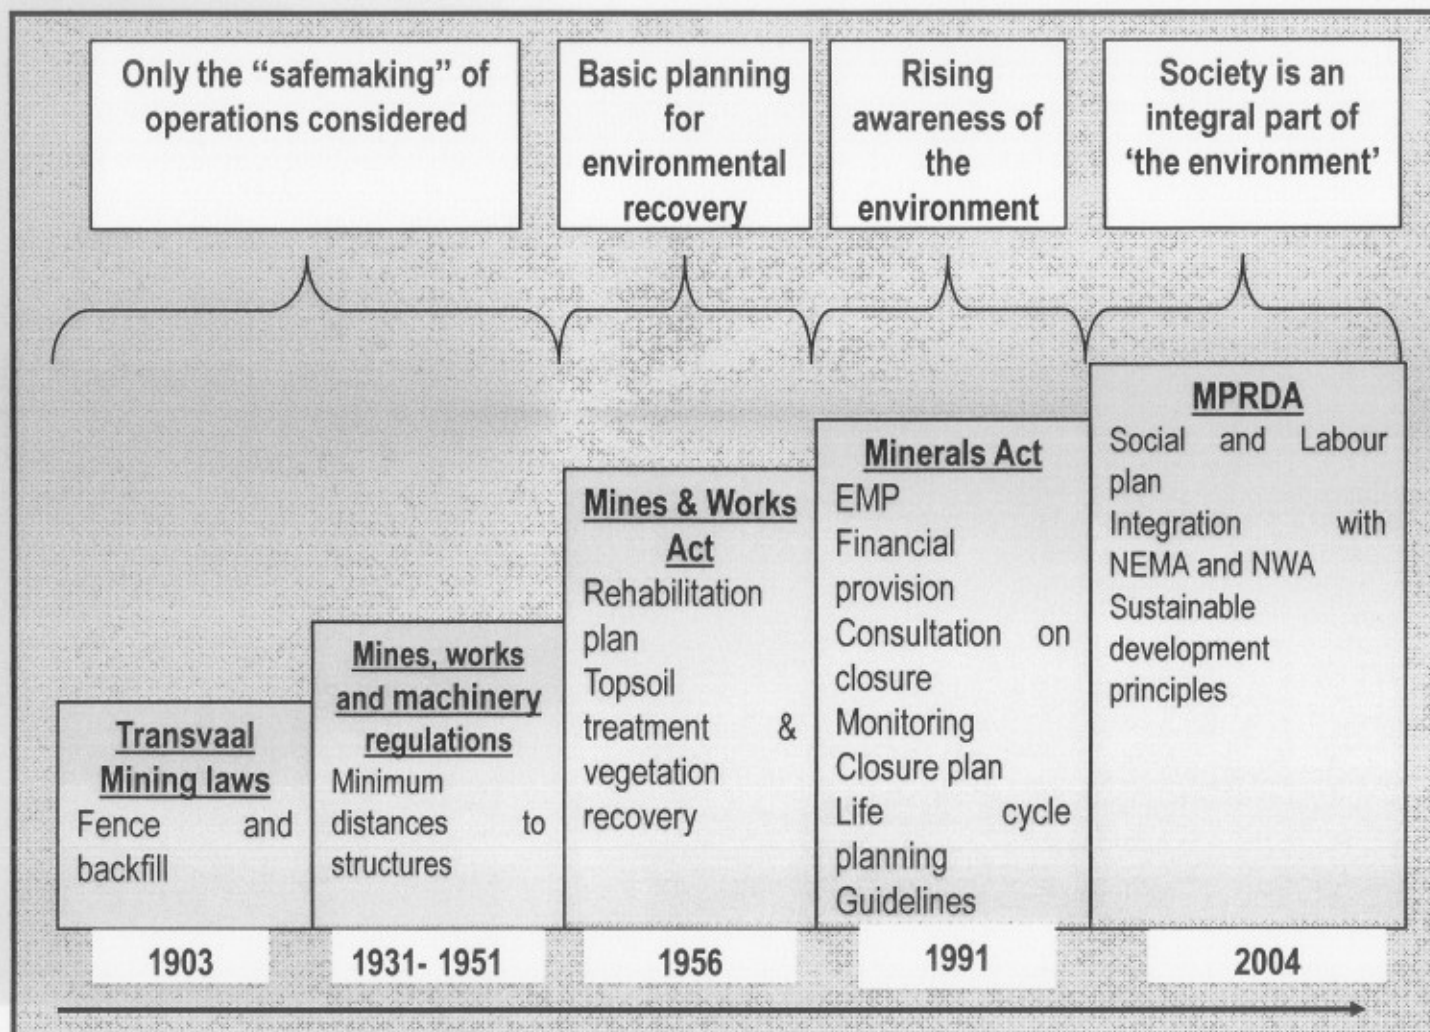 Only the “safemaking” of
operations considered
Basic planning
for
environmental
recovery
Rising
awareness of
the
environment
Society is an
integral part of
‘the environment’
Transvaal
Mining laws
Fence and
backfill
Mines, works
and machinery
regulations
Minimum
distances to
structures
Mines & Works
Act
Rehabilitation
plan
Topsoil
treatment &
vegetation
recovery
Minerals Act
EMP
Financial
provision
Consultation on
closure
Monitoring
Closure plan
Life cycle
planning
Guidelines
MPRDA
Social and Labour
plan
Integration with
NEMA and NWA
Sustainable
development
principles
1903
1931- 1951
1956
1991
2004